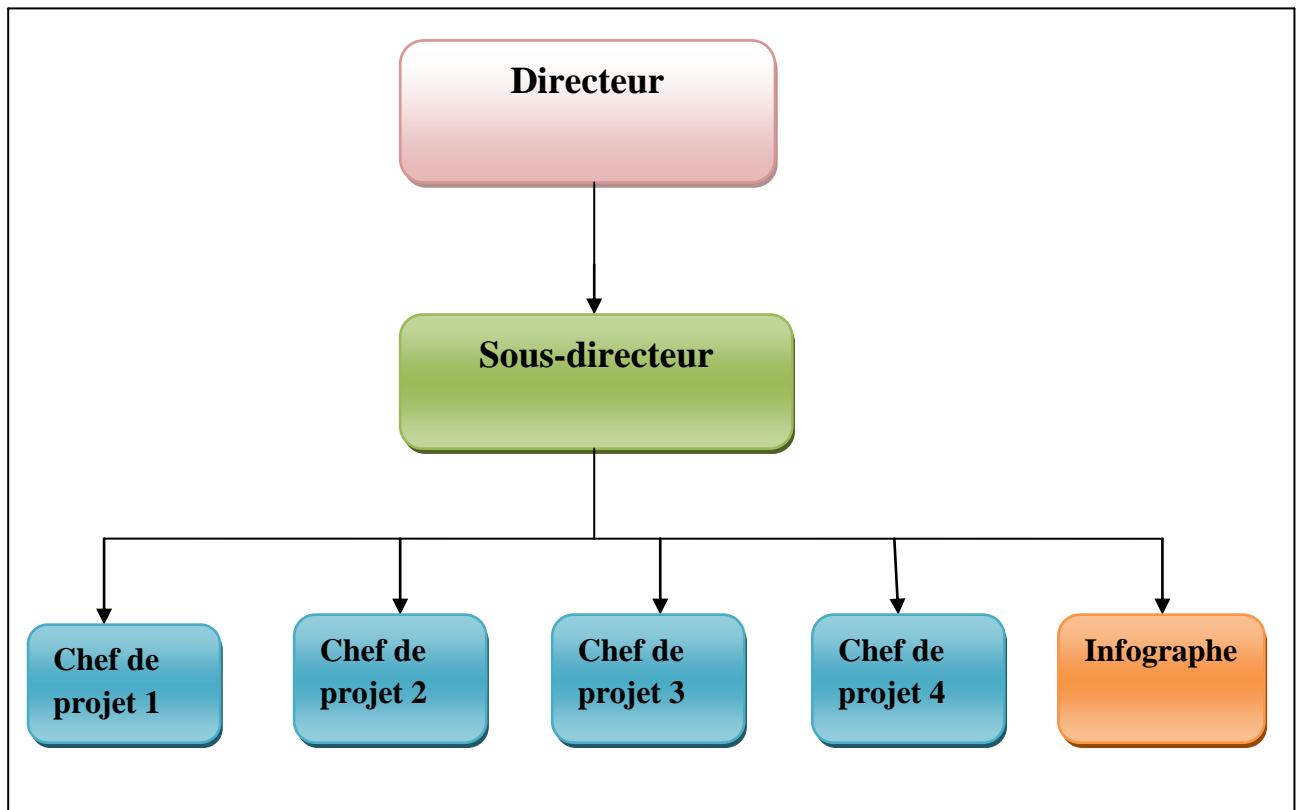 Directeur
Sous-directeur
Chef de
projet 1
Chef de
projet 2
Chef de
projet 3
Chef de
projet 4
Infographe